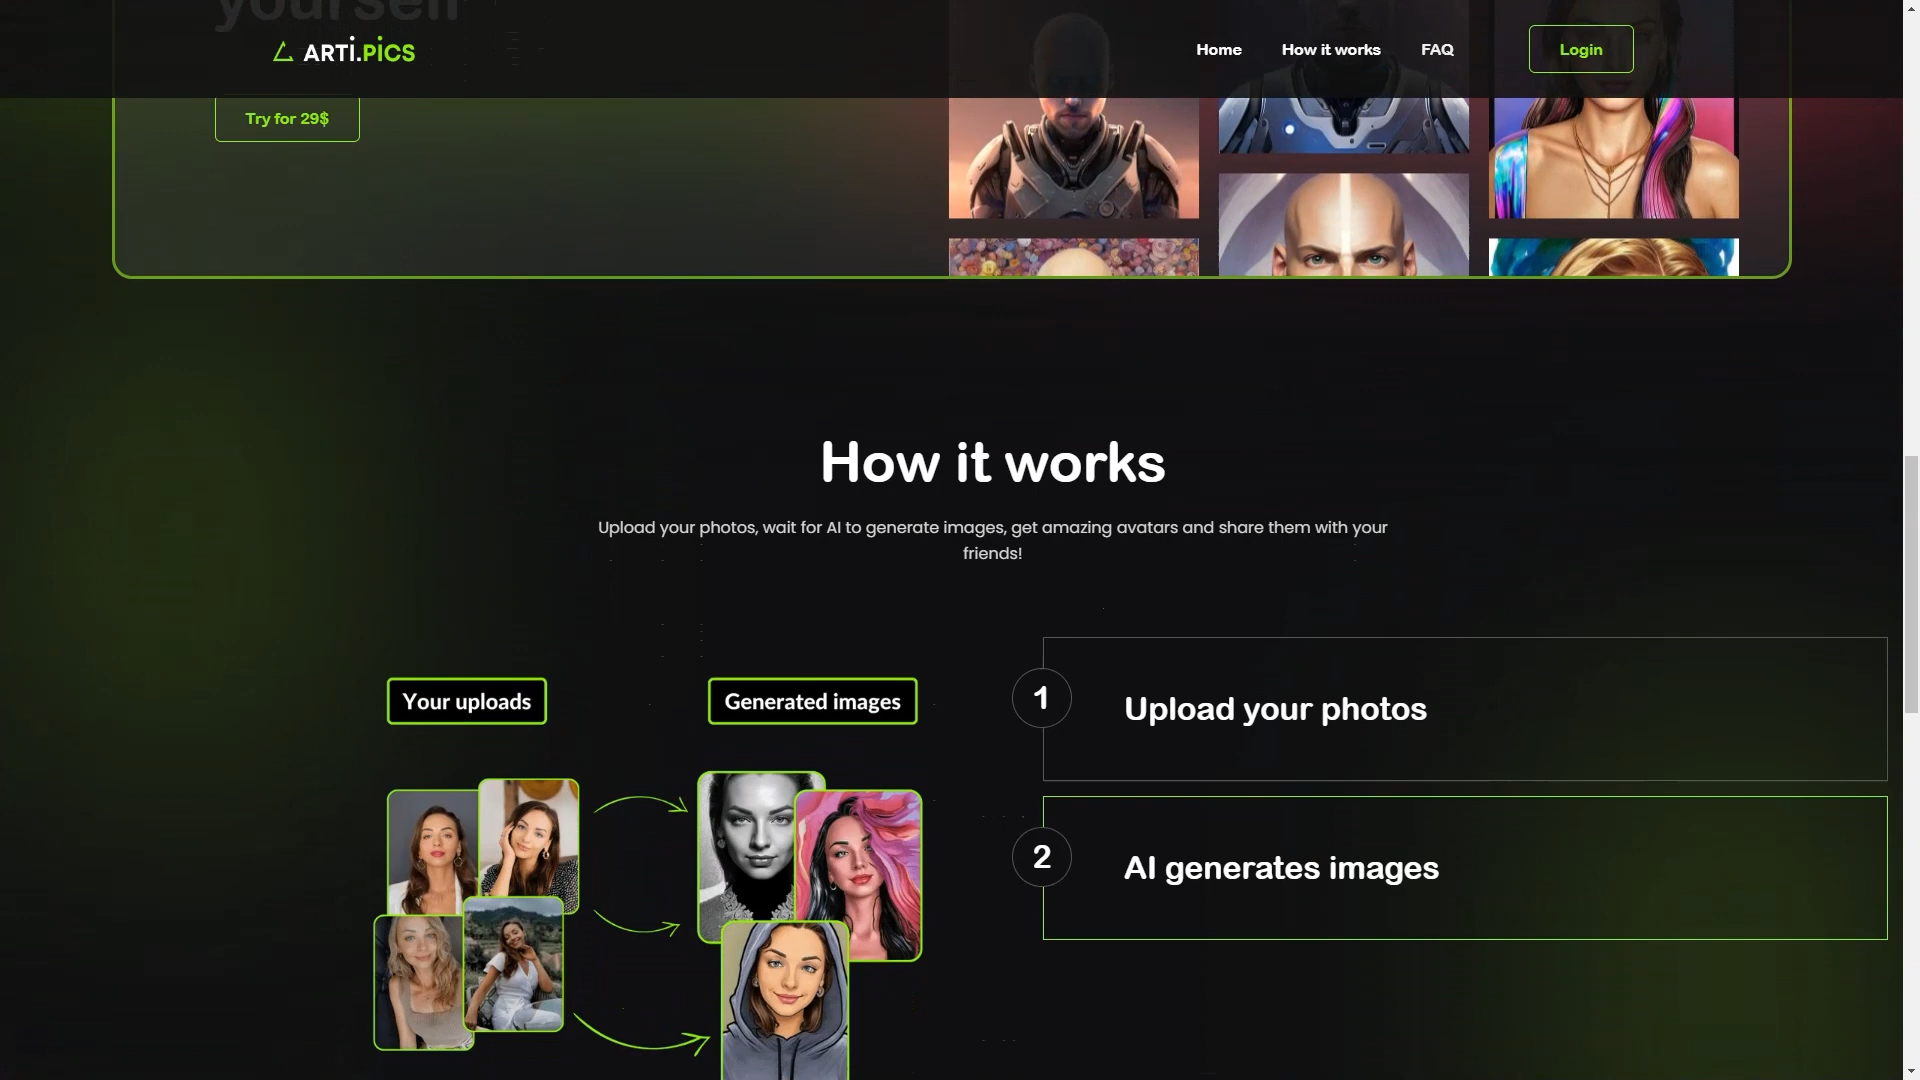 yourself
ARTI.PICS
Home
How it works
FAQ
Login
Try for 29$
How it works
Upload your photos, wait for AI to generate images, get amazing avatars and share them with your
friends!
Your uploads
Generated images
1
Upload your photos
2
AI generates images